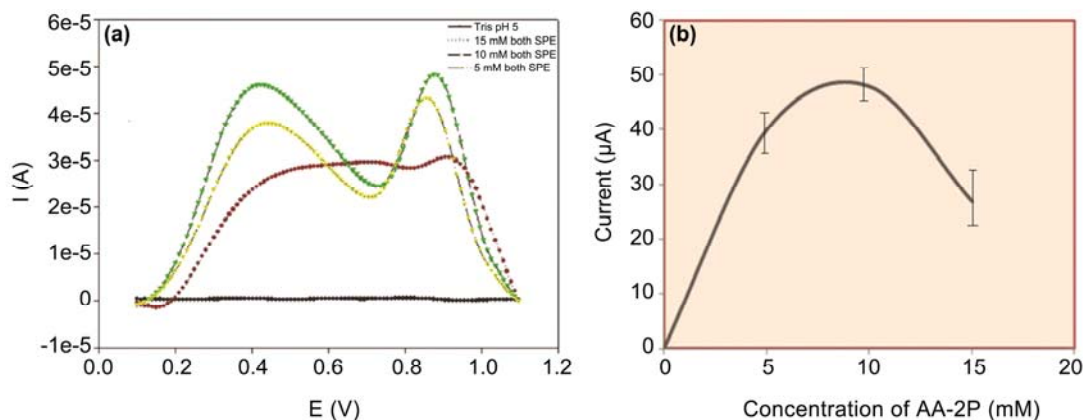 (a)
Tris pH 5
15 mM both SPE
10 mM both SPE
5 mM both SPE
6e-5
5e-5
4e-5
3e-5
2e-5
1e-5
0
-1e-5
0.0 0.2 0.4 0.6 0.8 1.0 1.2
I (A)
E (V)
(b)
60
50
40
30
20
10
0
0 5 10 15 20
Current (µA)
Concentration of AA-2P (mM)